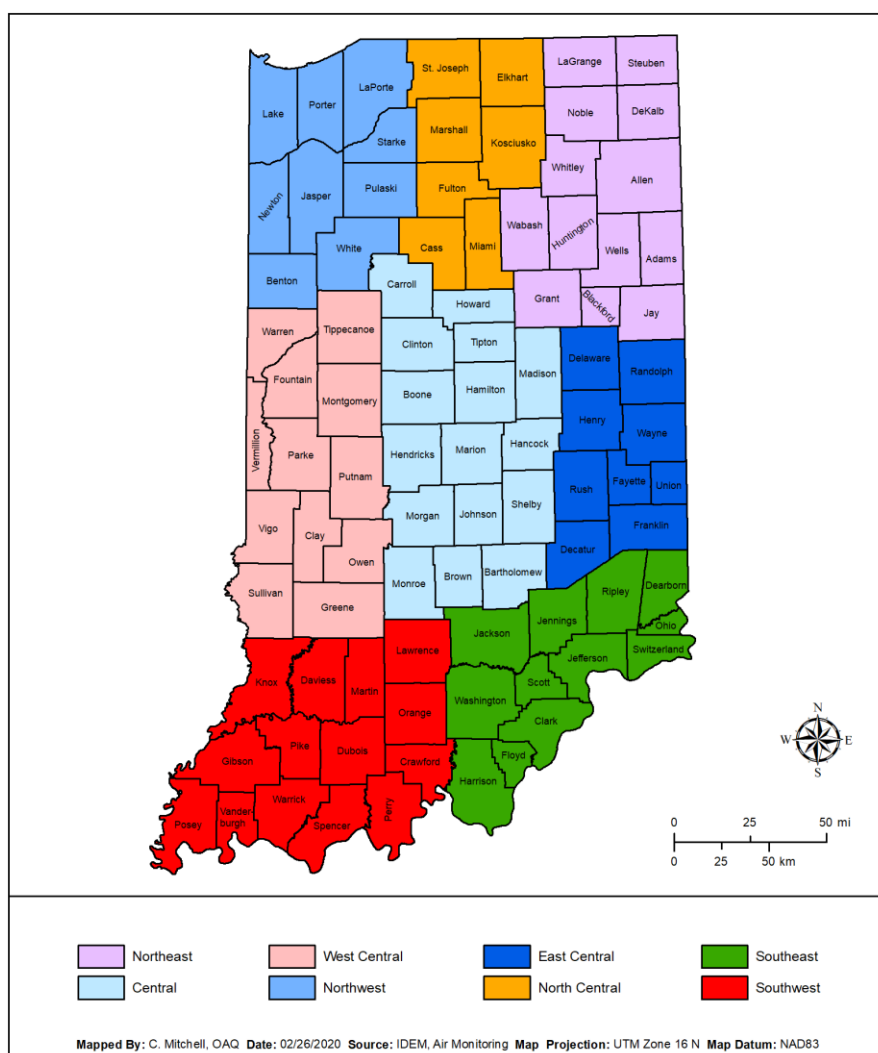 St. Joseph
Elkhart
LaGrange
Steuben
LaPorte
Porter
Lake
Noble
DeKalb
Marshall
Starke
Kosciusko
Whitley
Allen
Newton
Jasper
Pulaski
Fulton
Wabash
Huntington
White
Cass
Miami
Wells
Adams
Benton
Carroll
Howard
Grant
Blackford
Jay
Warren
Tippecanoe
Clinton
Tipton
Delaware
Madison
Randolph
Fountain
Montgomery
Boone
Hamilton
Henry
Wayne
Vermillion
Parke
Putnam
Hendricks
Marion
Hancock
Rush
Fayette
Union
Shelby
Morgan
Johnson
Vigo
Clay
Franklin
Owen
Decatur
Monroe
Brown
Bartholomew
Dearborn
Ripley
Sullivan
Greene
Jackson
Jennings
Ohio
Switzerland
Lawrence
Jefferson
Knox
Daviess
Martin
Scott
Washington
Orange
Clark
Pike
Dubois
Gibson
Crawford
Floyd
Harrison
Warrick
Posey
Vander-
burgh
Spencer
Perry
N
W E
S
0 25 50 mi
0 25 50 km
Northeast West Central East Central Southeast
Central Northwest North Central Southwest
Mapped By: C. Mitchell, OAQ Date: 02/26/2020 Source: IDEM, Air Monitoring Map Projection: UTM Zone 16 N Map Datum: NAD83